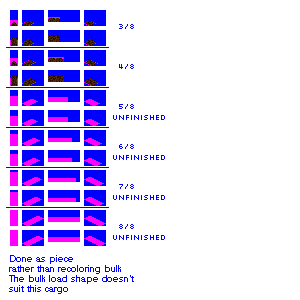 3/8
4/8
5/8
UNFINISHED
6/8
UNFINISHED
7/8
UNFINISHED
8/8
UNFINISHED
Done as piece
rather than recoloring bulk
The bulk load shape doesn't
suit this cargo